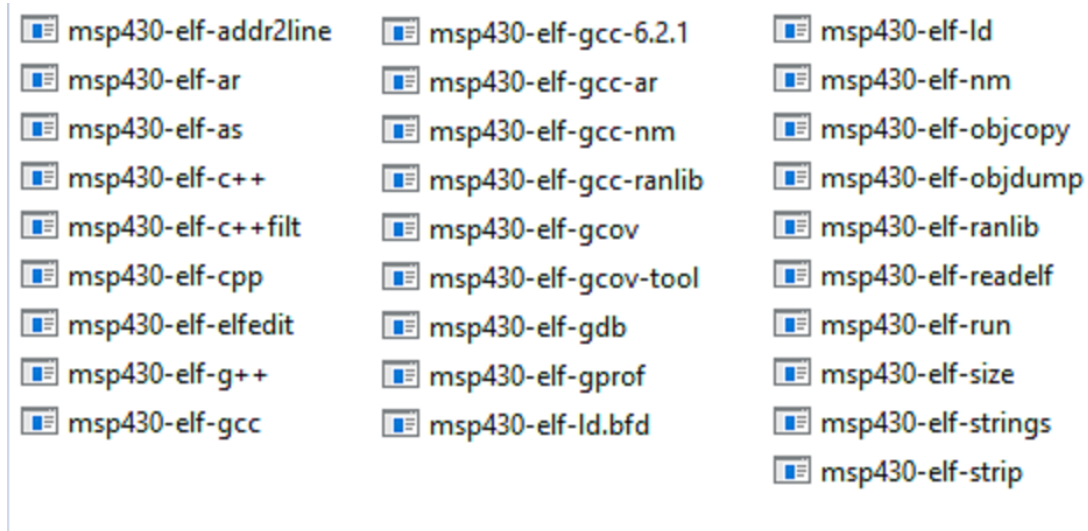 msp430-elf-addr2line
msp430-elf-ar
msp430-elf-as
msp430-elf-c++
msp430-elf-c++filt
msp430-elf-cpp
msp430-elf-elfedit
msp430-elf-g++
msp430-elf-gcc
msp430-elf-gcc-6.2.1
msp430-elf-gcc-ar
msp430-elf-gcc-nm
msp430-elf-gcc-ranlib
msp430-elf-gcov
msp430-elf-gcov-tool
msp430-elf-gdb
msp430-elf-gprof
msp430-elf-ld.bfd
msp430-elf-ld
msp430-elf-nm
msp430-elf-objcopy
msp430-elf-objdump
msp430-elf-ranlib
msp430-elf-readelf
msp430-elf-run
msp430-elf-size
msp430-elf-strings
msp430-elf-strip